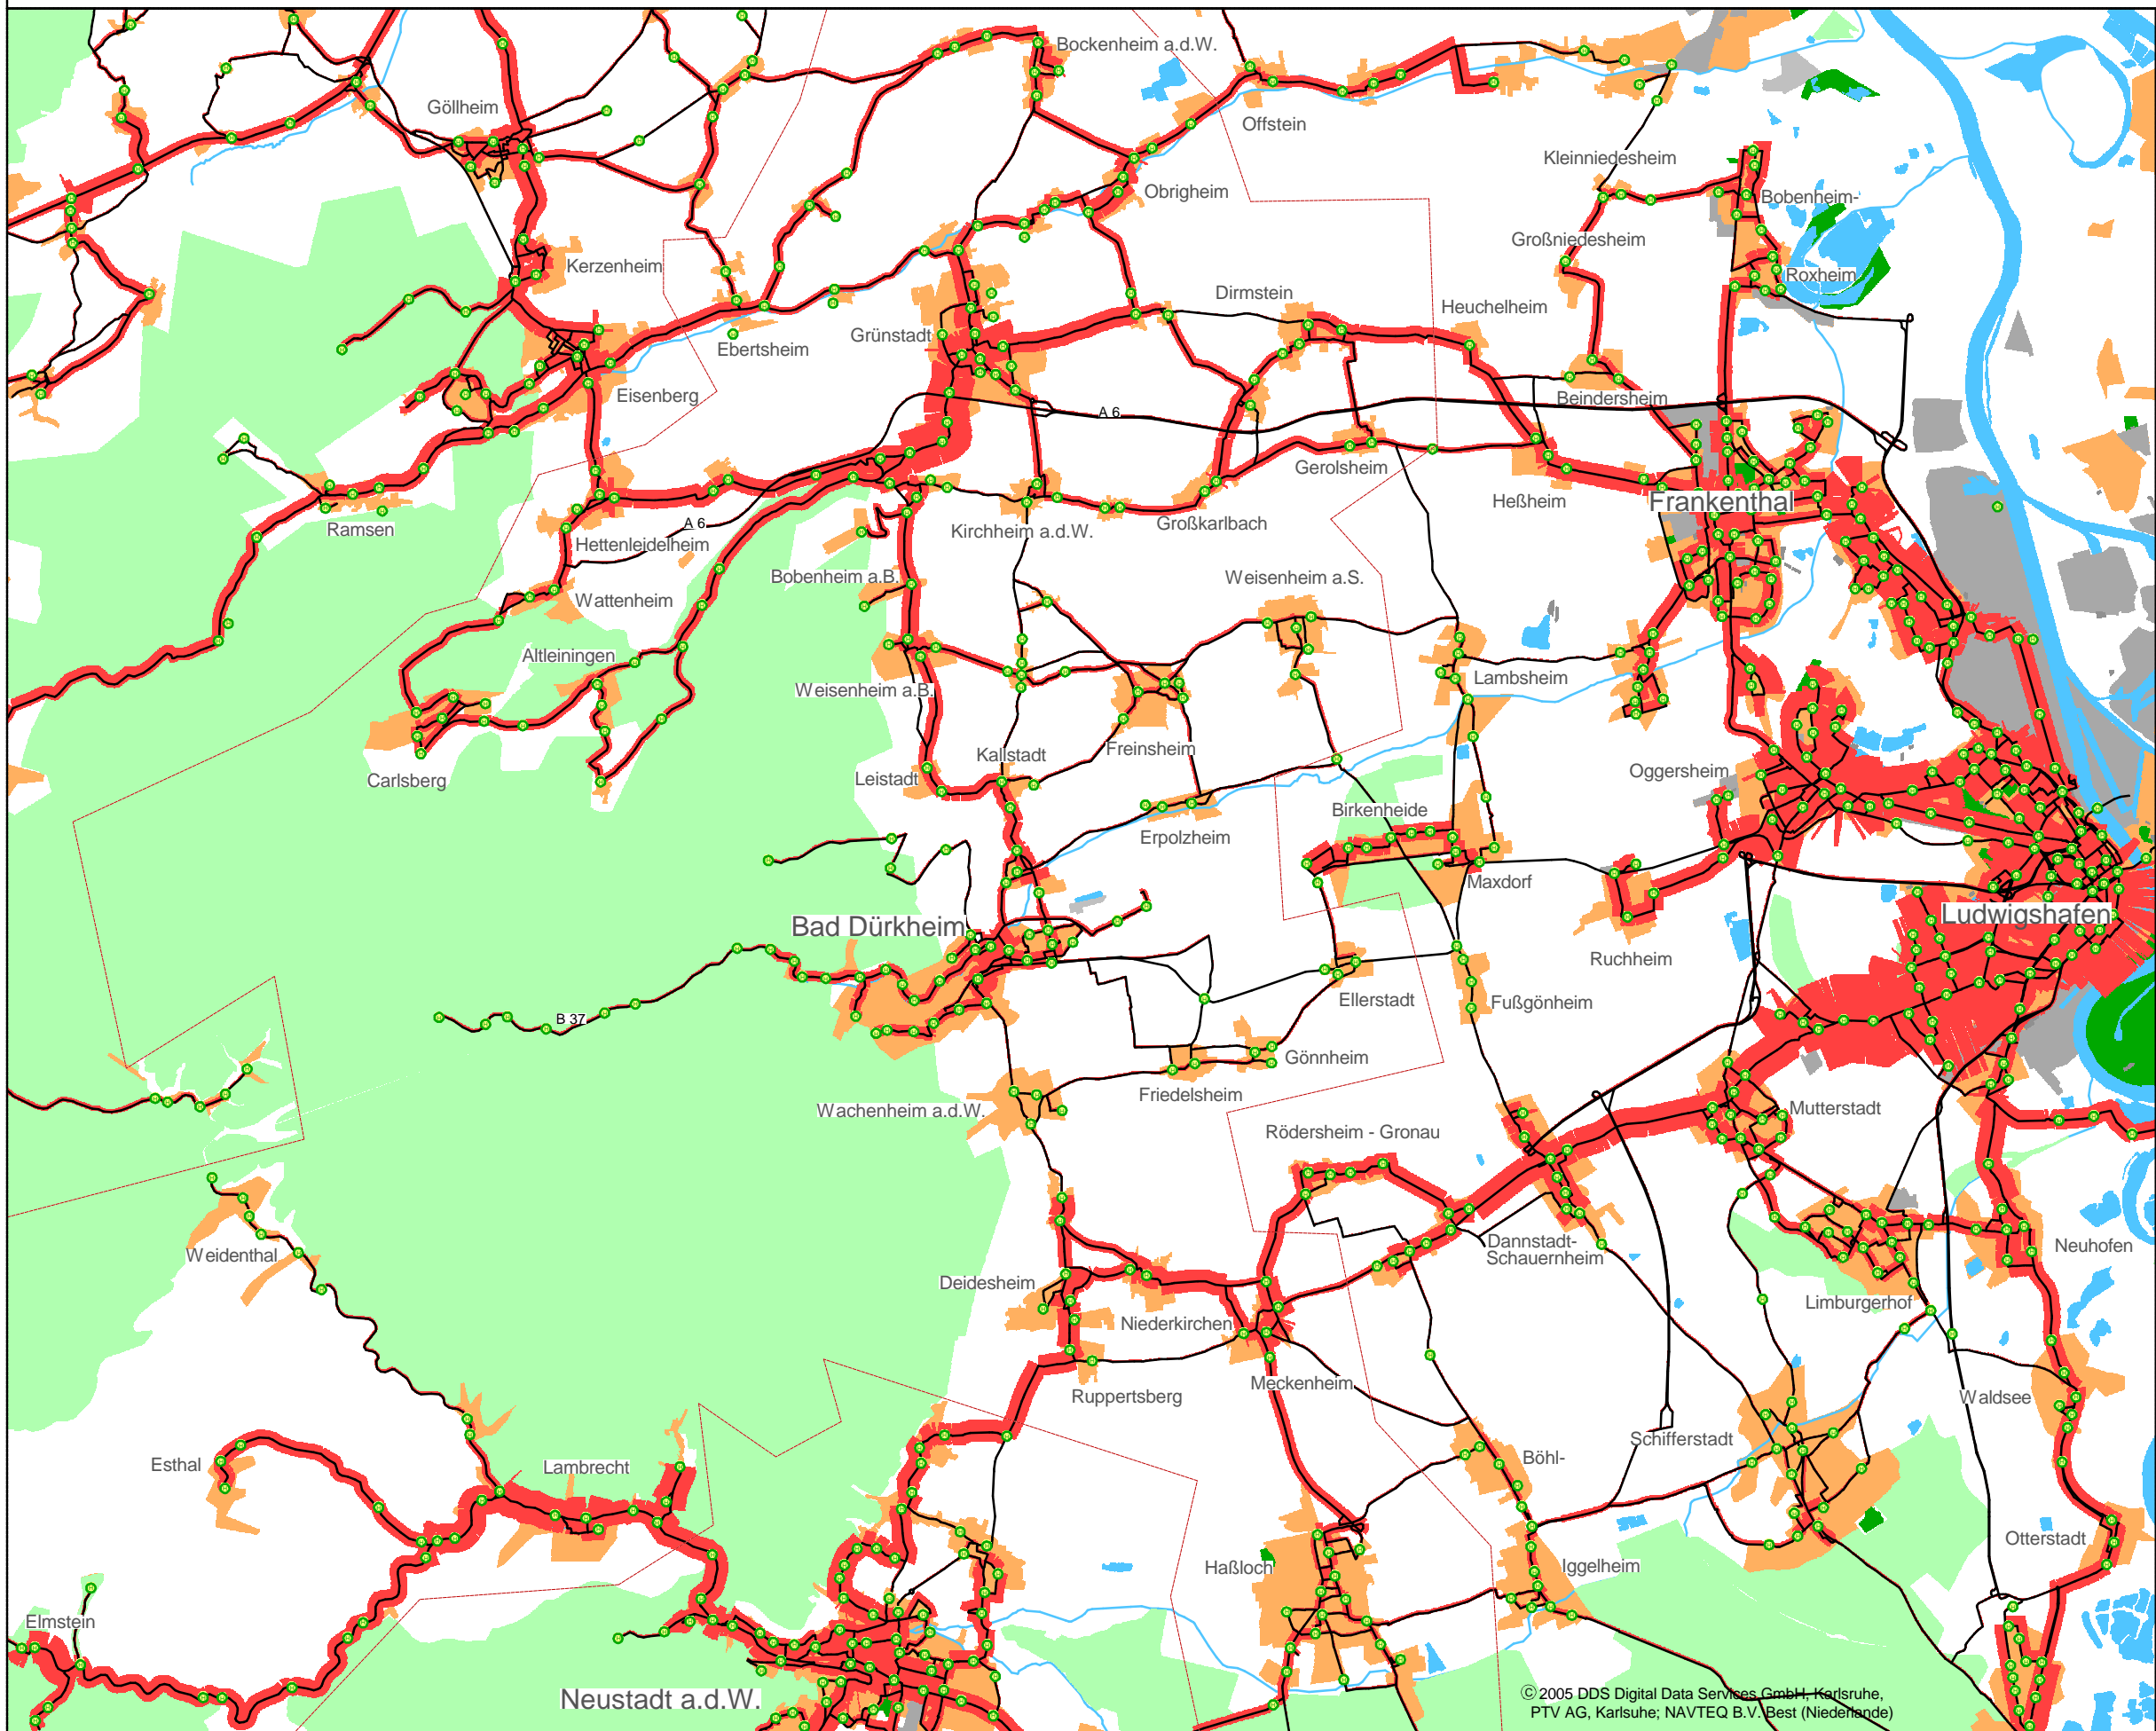 Bockenheim a.d.W.
Göllheim
Offstein
Kleinniedesheim
Obrigheim
Bobenheim-
Großniedesheim
Kerzenheim
Roxheim
Dirmstein
Heuchelheim
Grünstadt
Ebertsheim
Eisenberg
Beindersheim
A 6
Gerolsheim
Heßheim
Frankenthal
Ramsen
A 6
Kirchheim a.d.W.
Großkarlbach
Hettenleidelheim
Bobenheim a.B.
Weisenheim a.S.
Wattenheim
Altleiningen
Lambsheim
Weisenheim a.B.
Freinsheim
Kallstadt
Carlsberg
Leistadt
Oggersheim
Birkenheide
Erpolzheim
Maxdorf
Bad Dürkheim
Ludwigshafen
Ruchheim
Ellerstadt
Fußgönheim
B 37
Gönnheim
Friedelsheim
Wachenheim a.d.W.
Mutterstadt
Rödersheim - Gronau
Dannstadt-
Schauernheim
Neuhofen
Weidenthal
Deidesheim
Limburgerhof
Niederkirchen
Meckenheim
Ruppertsberg
Waldsee
Schifferstadt
Böhl-
Esthal
Lambrecht
Otterstadt
Haßloch
Iggelheim
Elmstein
Neustadt a.d.W.
© 2005 DDS Digital Data Services GmbH, Karlsruhe,
PTV AG, Karlsuhe; NAVTEQ B.V. Best (Niederlande)